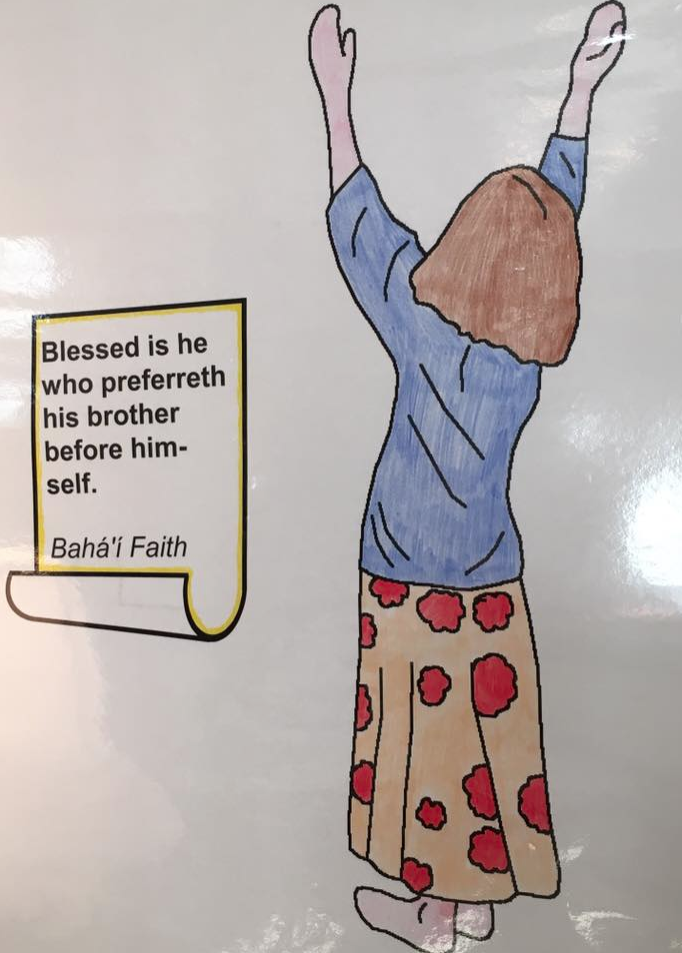 Blessed is he
who preferreth
his brother
before him-
self.
Bahá'í Faith